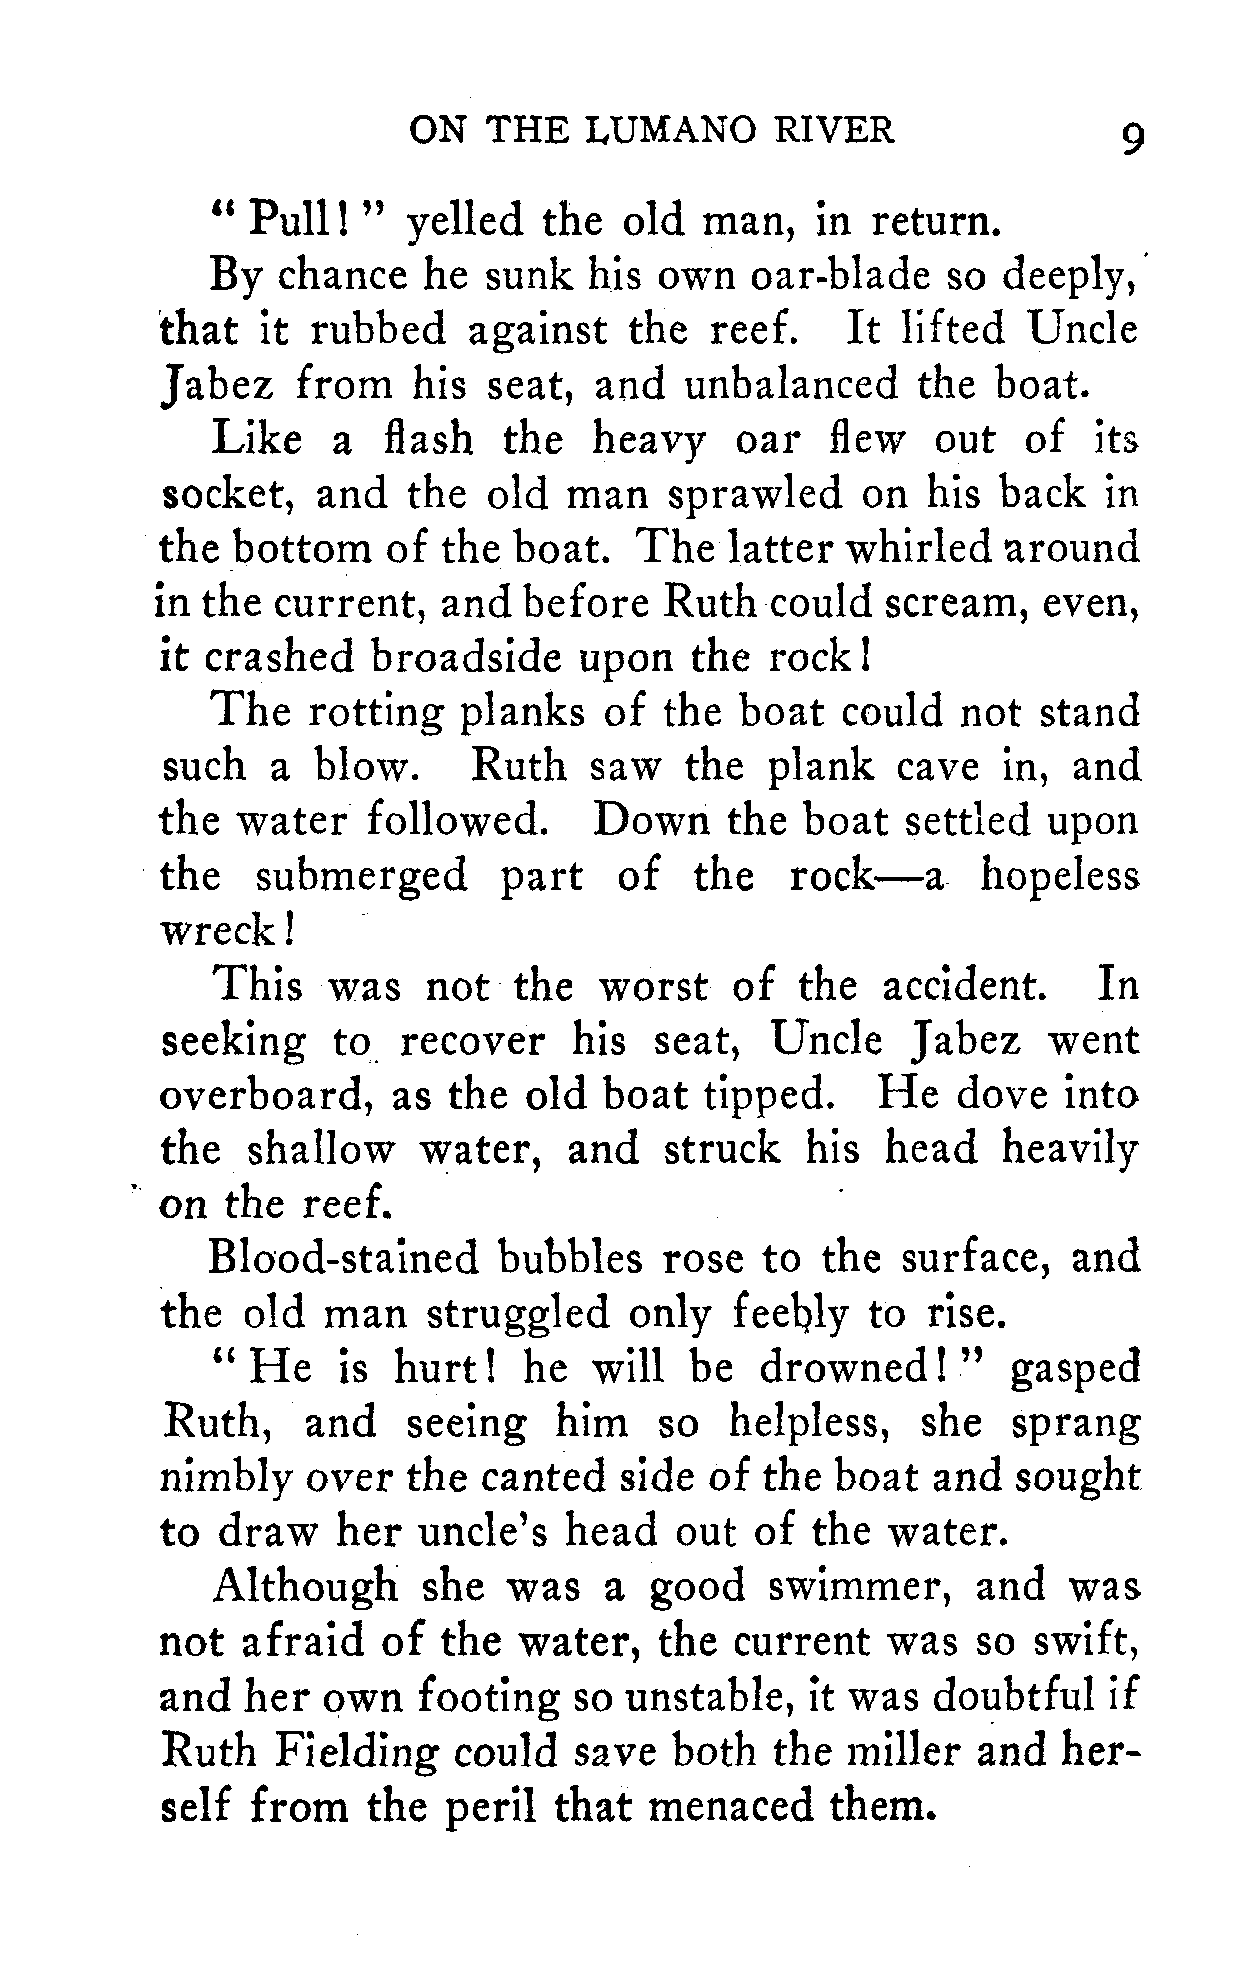 ON THE LUMANO RIVER 9
“ Pull! ” yelled the old man, in return.
By chance he sunk his own oar-blade so deeply,
that it rubbed against the reef. It lifted Uncle
Jabez from his seat, and unbalanced the boat.
Like a flash the heavy oar flew out of its
socket, and the old man sprawled on his back in
the bottom of the boat. The latter whirled around
in the current, and before Ruth could scream, even,
it crashed broadside upon the rock!
The rotting planks of the boat could not stand
such a blow. Ruth saw the plank cave in, and
the water followed. Down the boat settled upon
the submerged part of the rock—a hopeless
wreck!
This was not the worst of the accident. In
seeking to recover his seat, Uncle Jabez went
overboard, as the old boat tipped. He dove into
the shallow water, and struck his head heavily
on the reef.
Blood-stained bubbles rose to the surface, and
the old man struggled only feebly to rise.
“ He is hurt! he will be drowned! ” gasped
Ruth, and seeing him so helpless, she sprang
nimbly over the canted side of the boat and sought
to draw her uncle’s head out of the water.
Although she was a good swimmer, and was
not afraid of the water, the current was so swift,
and her own footing so unstable, it was doubtful if
Ruth Fielding could save both the miller and her-
self from the peril that menaced them.